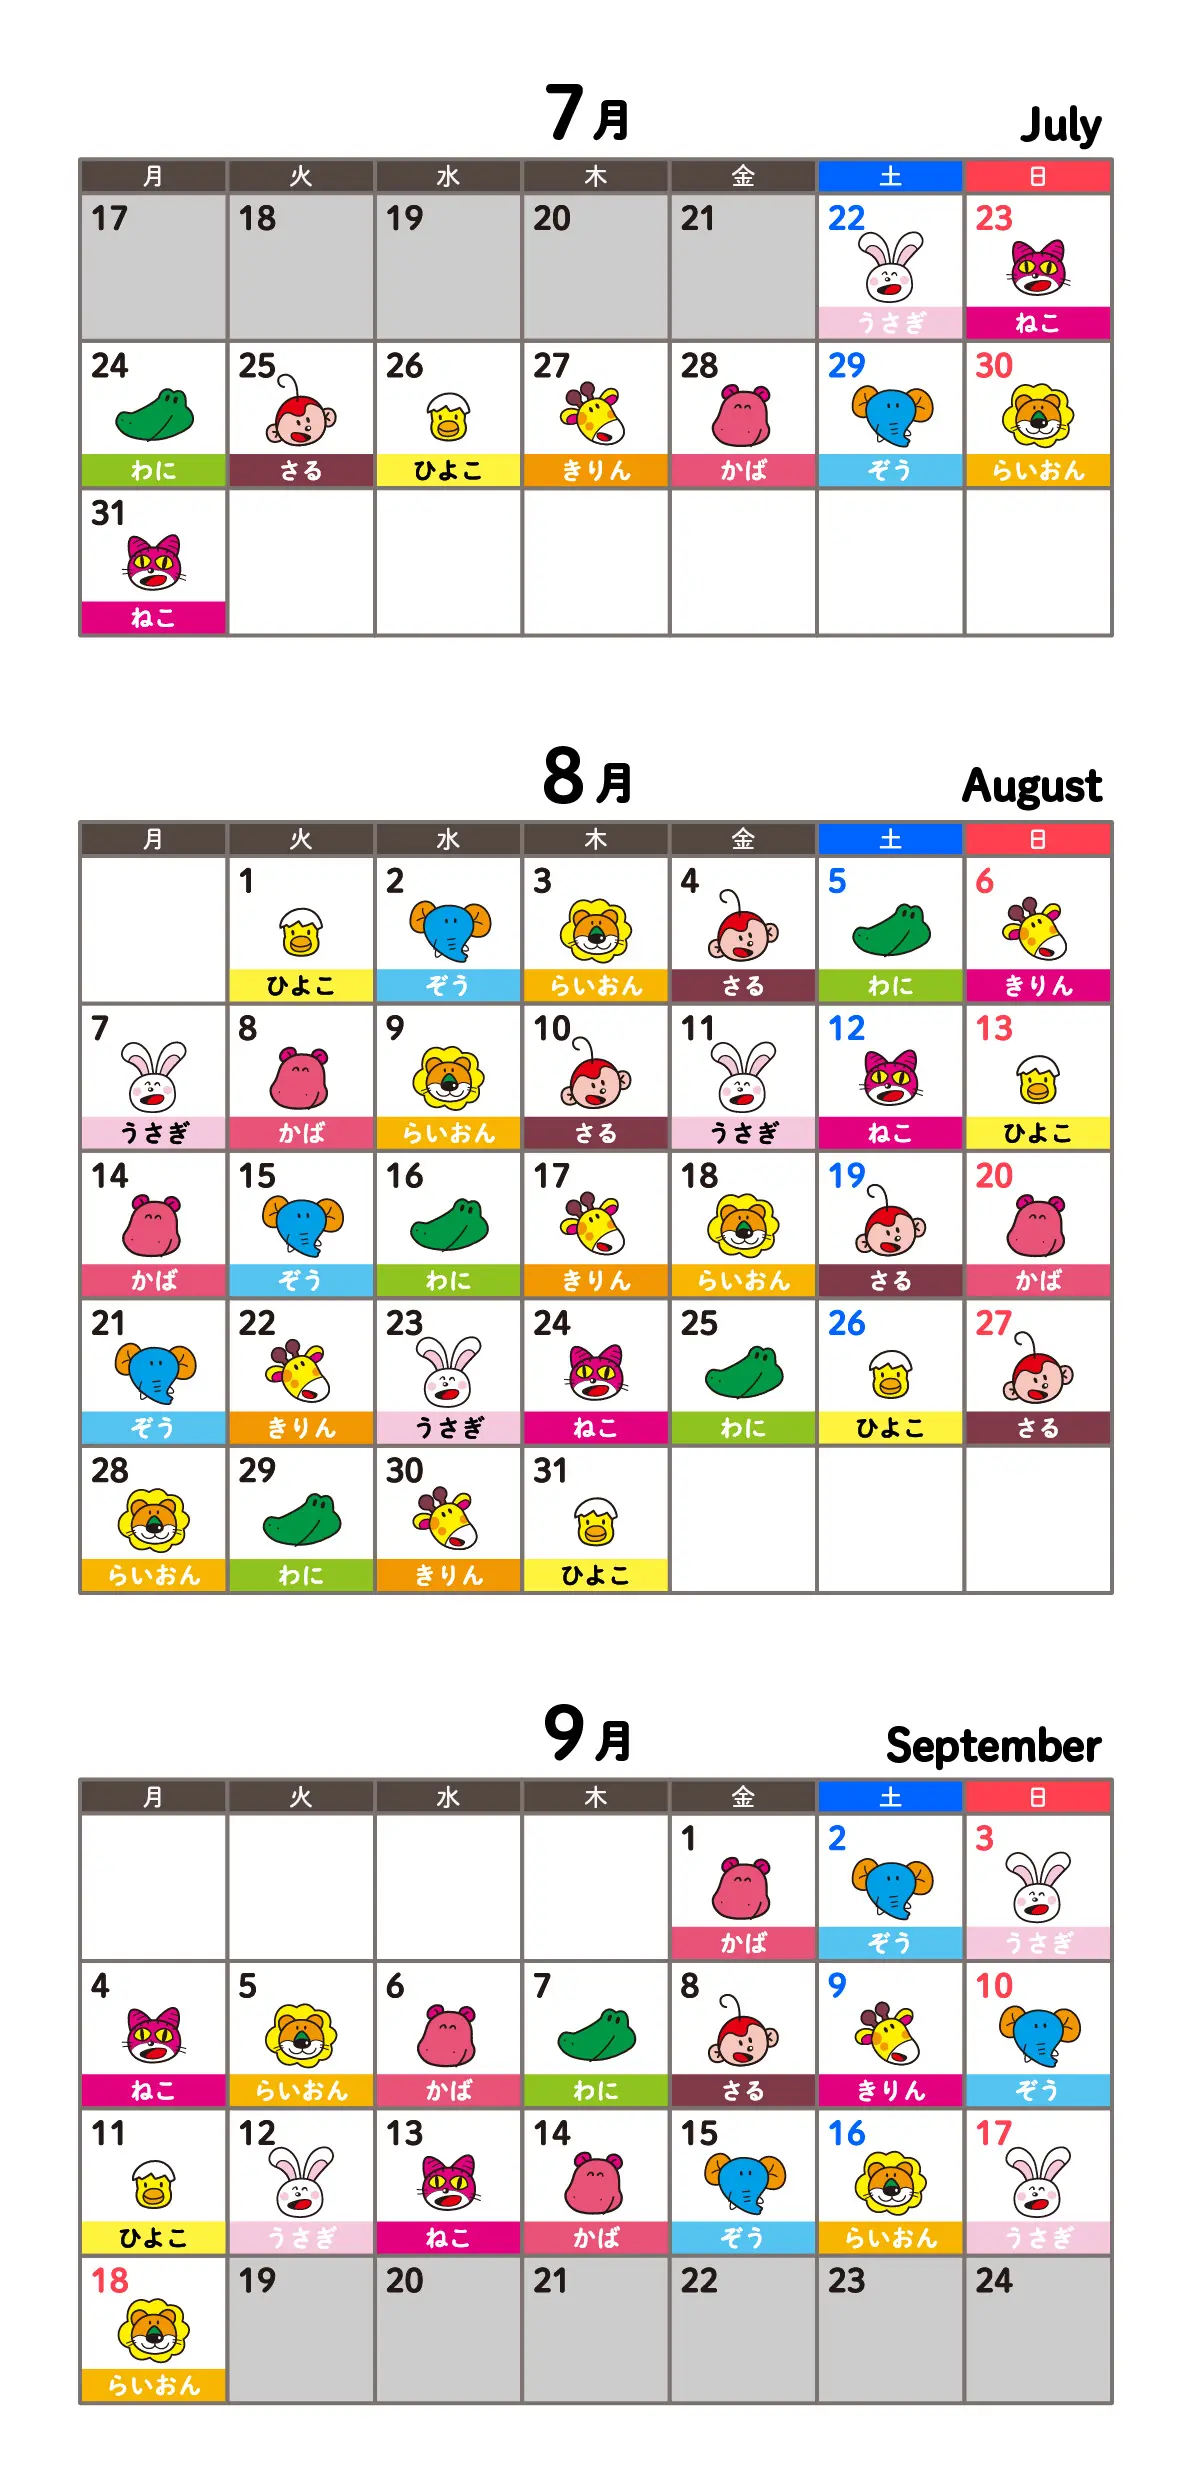 7月 July
月 火 水 木 金 土 日
17 18 19 20 21 22 23
うさぎ ねこ
24 25 26 27 28 29 30
わに さる ひよこ きりん かば ぞう らいおん
31
ねこ
8月 August
月 火 水 木 金 土 日
1 2 3 4 5 6
ひよこ ぞう らいおん さる わに きりん
7 8 9 10 11 12 13
うさぎ かば らいおん さる うさぎ ねこ ひよこ
14 15 16 17 18 19 20
かば ぞう わに きりん らいおん さる かば
21 22 23 24 25 26 27
ぞう きりん うさぎ ねこ わに ひよこ さる
28 29 30 31
らいおん わに きりん ひよこ
9月 September
月 火 水 木 金 土 日
1 2 3
かば ぞう うさぎ
4 5 6 7 8 9 10
ねこ らいおん かば わに さる きりん ぞう
11 12 13 14 15 16 17
ひよこ うさぎ ねこ かば ぞう らいおん うさぎ
18 19 20 21 22 23 24
らいおん